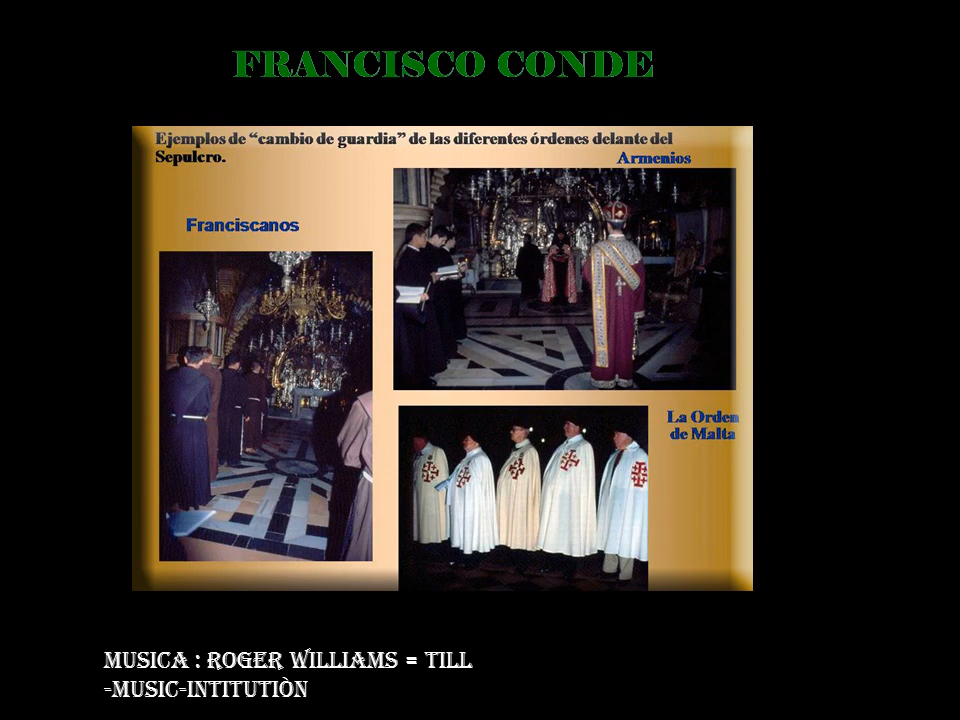 FRANCISCO CONDE
Ejemplos de “cambio de guardia” de las diferentes órdenes delante del
Sepulcro.
Armenios
Franciscanos
La Orden
de Malta
MUSICA : ROGER WILLIAMS = TILL
-MUSIC-INTITUTIÒN